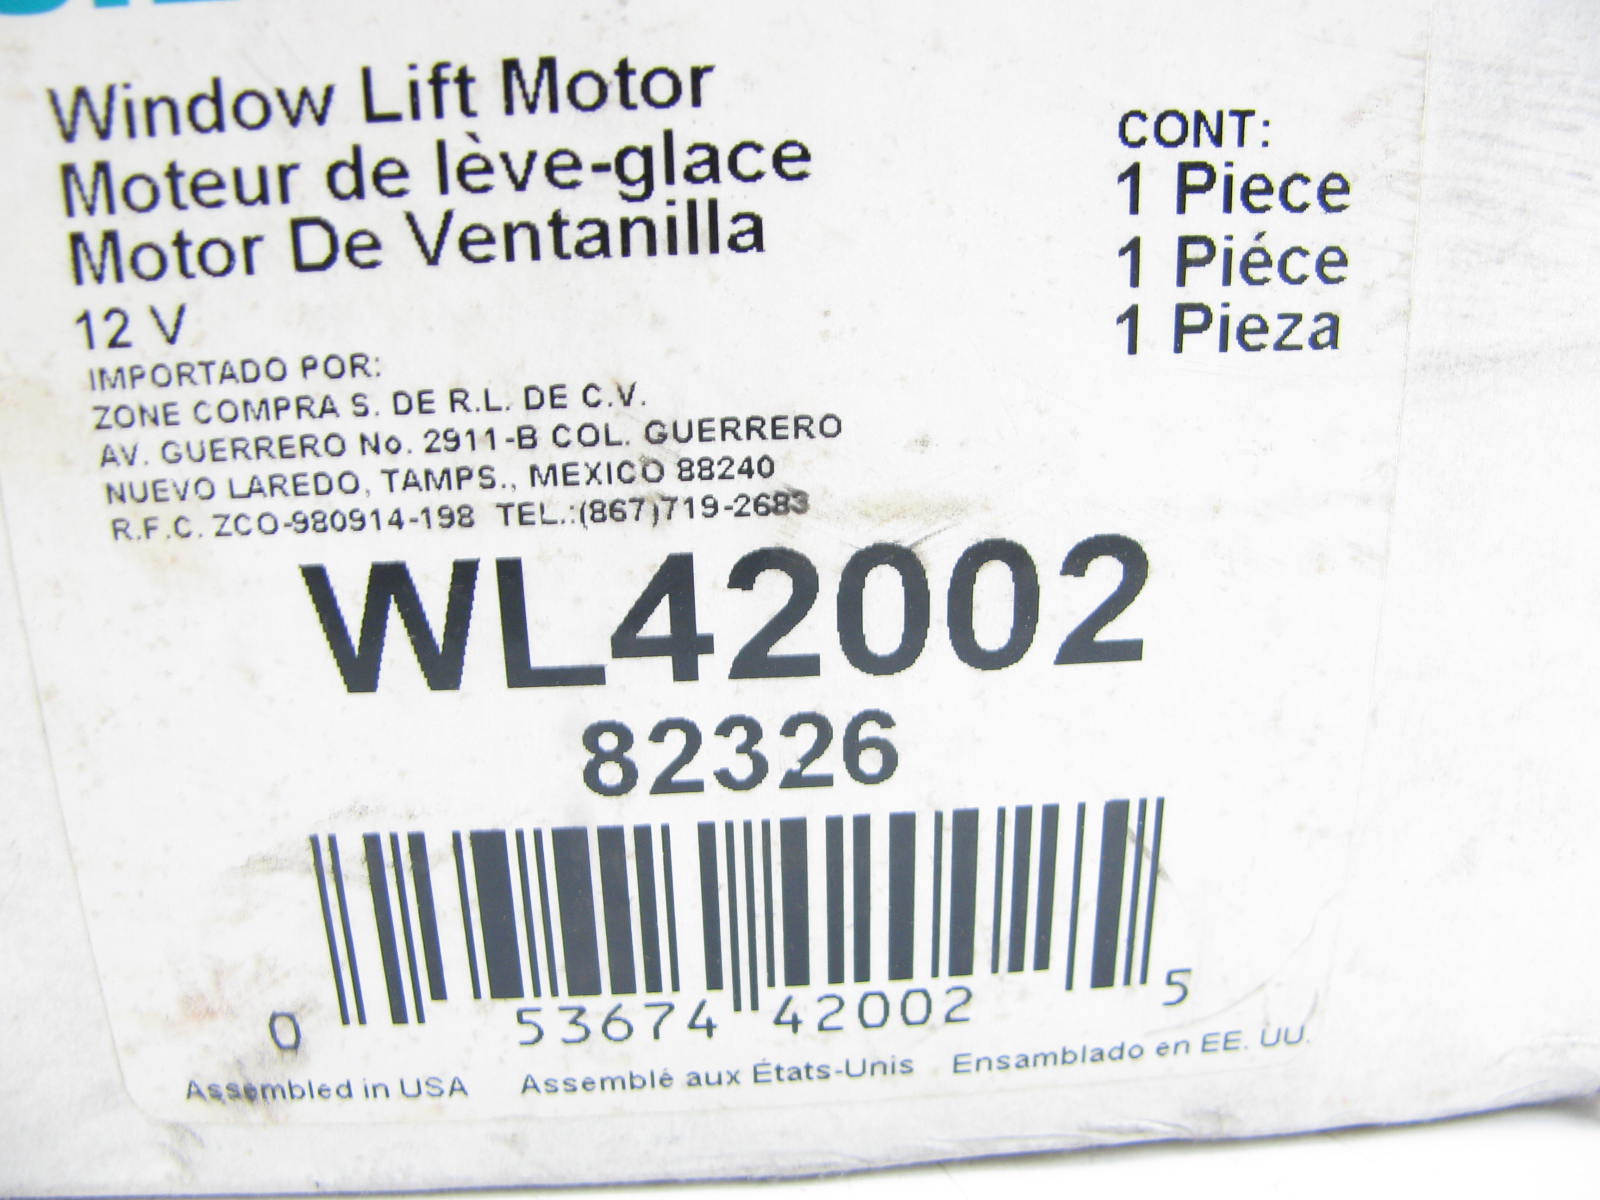 Window Lift Motor
Moteur de lève-glace
Motor De Ventanilla
12 V
CONT:
1 Piece
1 Piéce
1 Pieza
IMPORTADO POR:
ZONE COMPRA S. DE R.L. DE C.V.
AV. GUERRERO No. 2911-B COL. GUERRERO
NUEVO LAREDO, TAMPS., MEXICO 88240
R.F.C. ZCO-980914-198 TEL.:(867)719-2683
WL42002
82326
0 53674 42002 5
Assembled in USA Assemblé aux États-Unis Ensamblado en EE. UU.